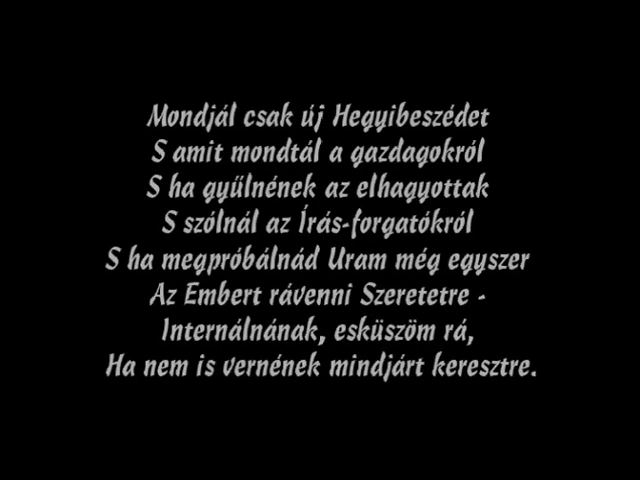 Mondjál csak új Hegyibeszédet
S amit mondtál a gazdagokról
S ha gyűlnének az elhagyottak
S szólnál az Írás-forgatókról
S ha megpróbálnád Uram még egyszer
Az Embert rávenni Szeretetre -
Internálnának, esküszöm rá,
Ha nem is vernének mindjárt keresztre.